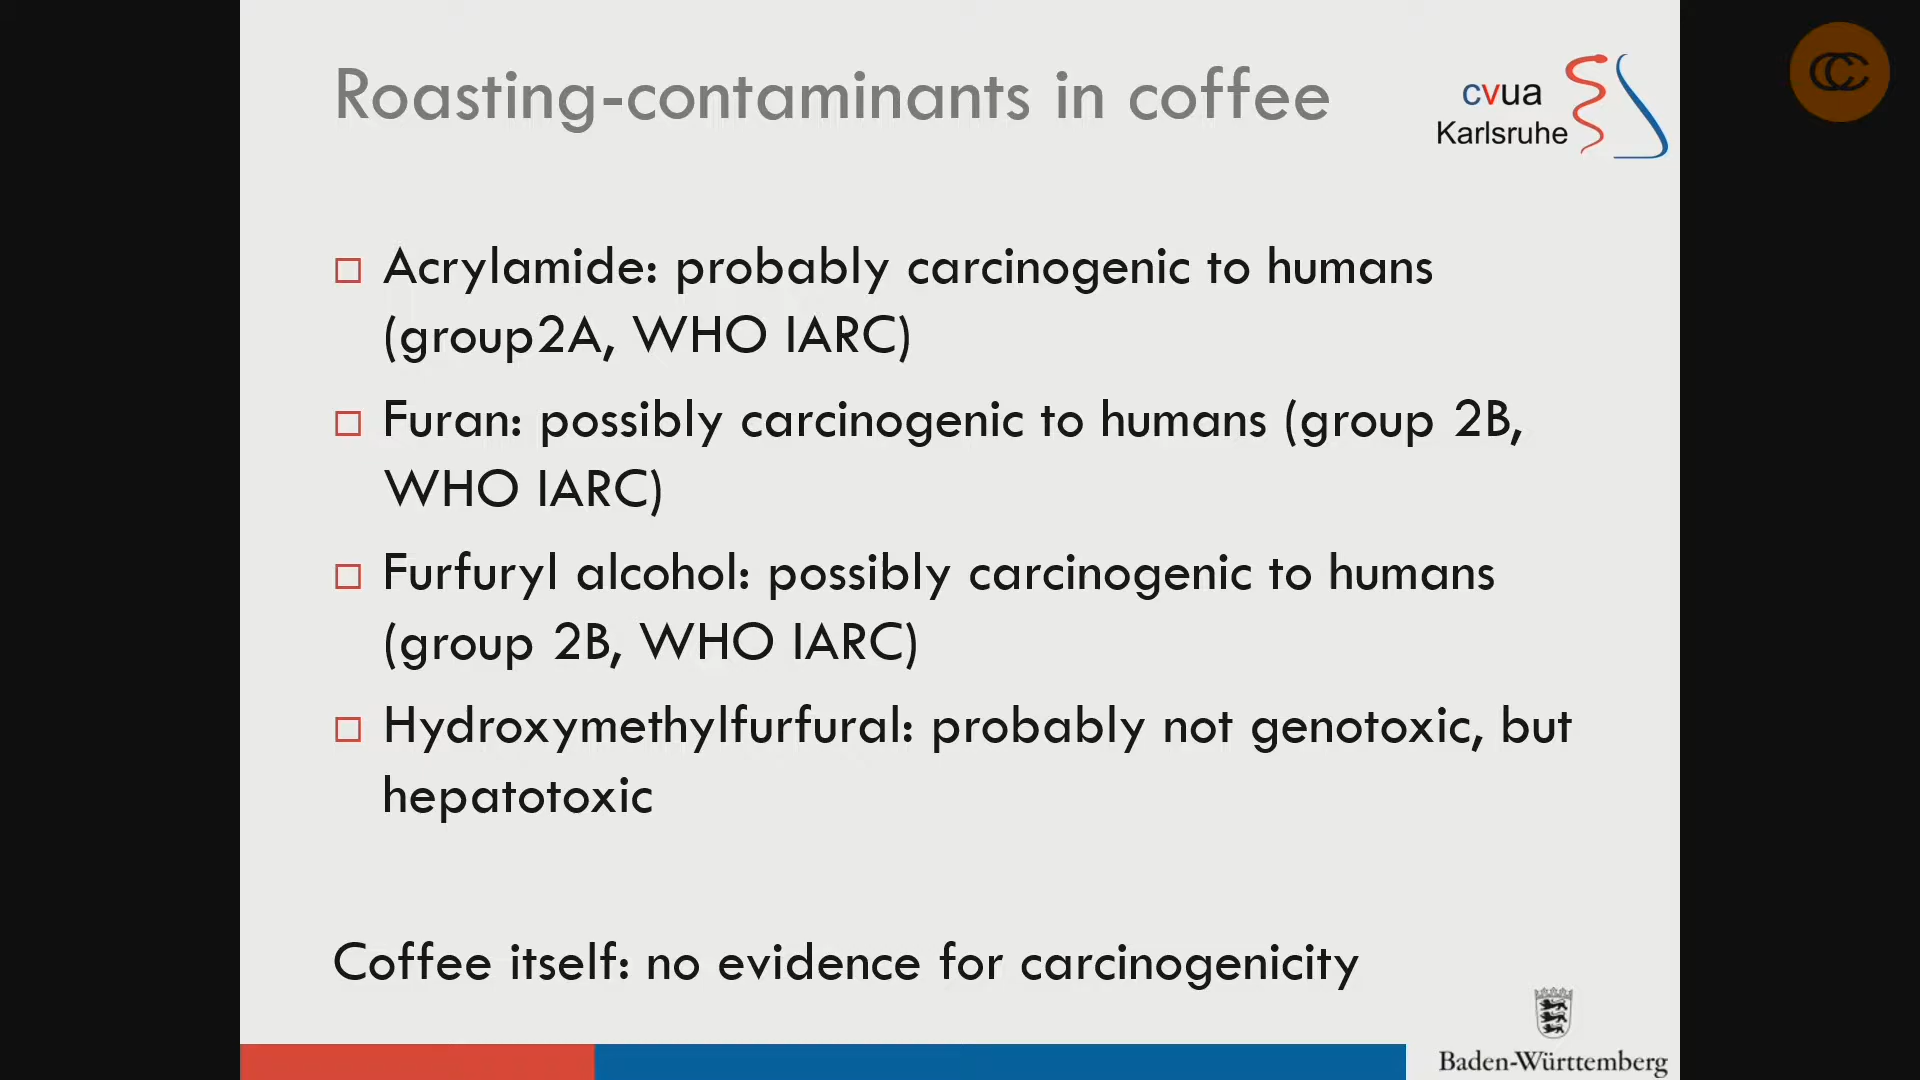 Roasting-contaminants in coffee
cvua
Karlsruhe
Acrylamide: probably carcinogenic to humans
(group2A, WHO IARC)
Furan: possibly carcinogenic to humans (group 2B,
WHO IARC)
Furfuryl alcohol: possibly carcinogenic to humans
(group 2B, WHO IARC)
Hydroxymethylfurfural: probably not genotoxic, but
hepatotoxic
Coffee itself: no evidence for carcinogenicity
Baden-Württemberg